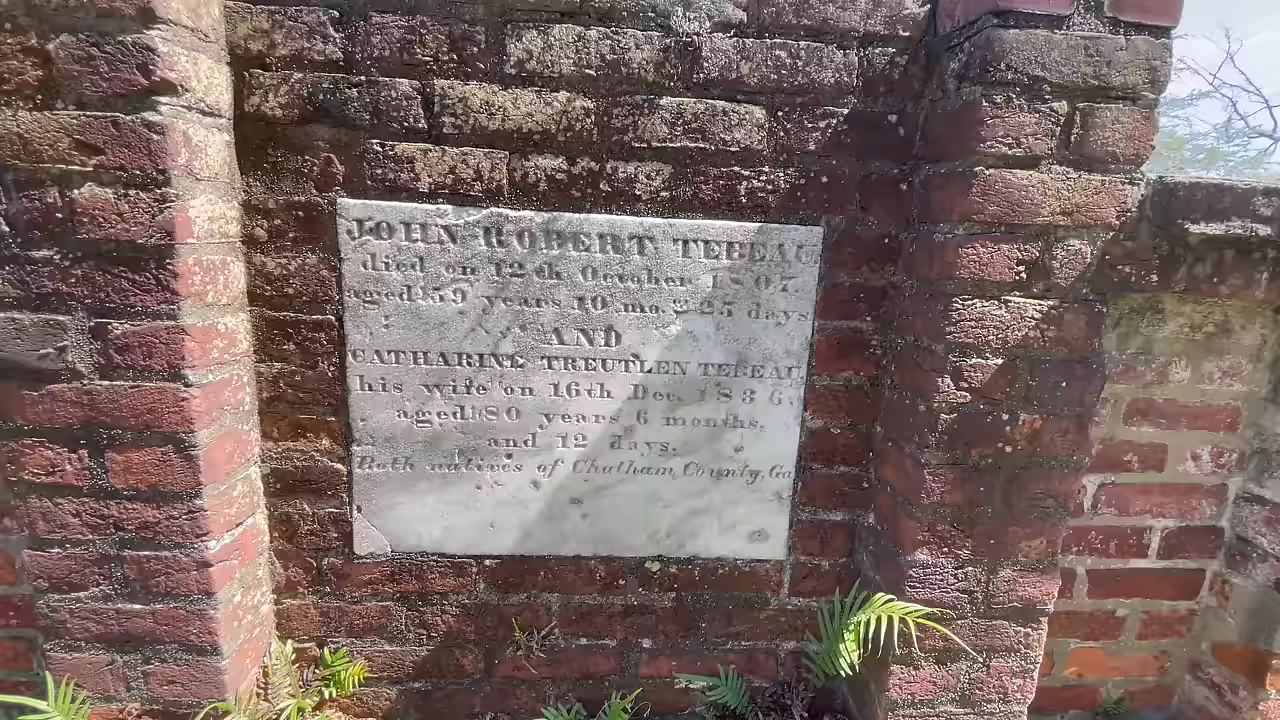 JOHN ROBERT TEBEAU
died on 12th October 1807.
aged 59 years 10 mo. & 25 days
AND
CATHARINE TREUTLEN TEBEAU
his wife on 16th Dec. 1836,
aged 80 years 6 months,
and 12 days.
Both natives of Chatham County, Ga